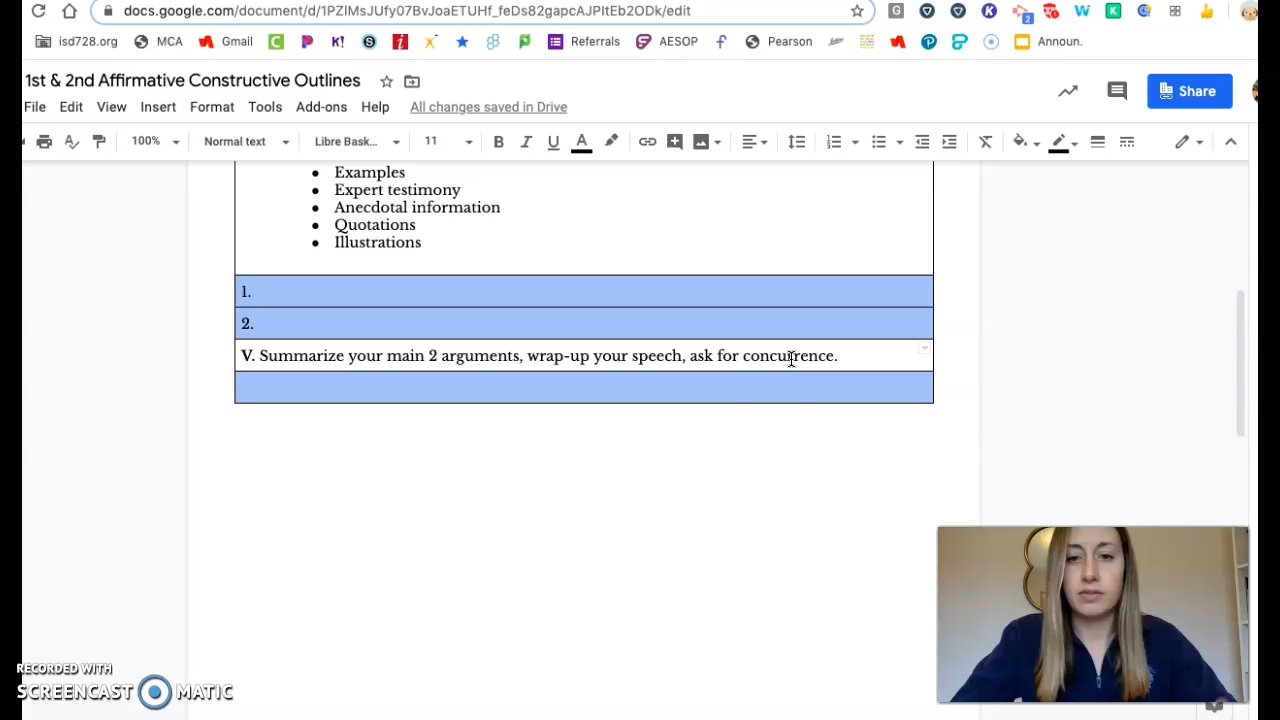 docs.google.com/document/d/1PZlMsJUfy07BvJoaETUHf_feDs82gapcAJPItEb2ODk/edit
isd728.org MCA Gmail Referrals AESOP Pearson Announ.
1st & 2nd Affirmative Constructive Outlines
File Edit View Insert Format Tools Add-ons Help All changes saved in Drive
Share
100% Normal text Libre Bask... 11 B I U A
• Examples
• Expert testimony
• Anecdotal information
• Quotations
• Illustrations
1.
2.
V. Summarize your main 2 arguments, wrap-up your speech, ask for concurrence.
RECORDED WITH
SCREENCAST MATIC